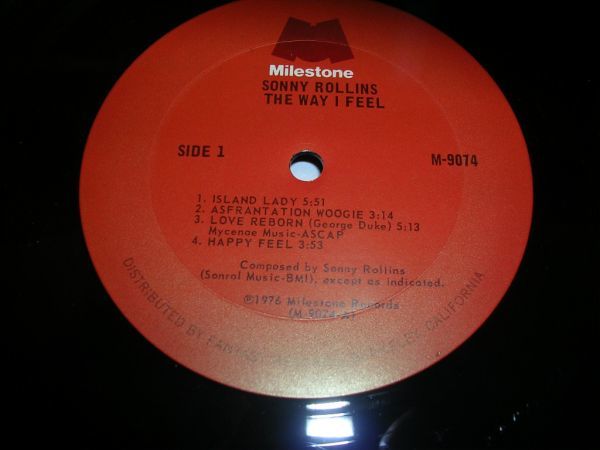 Milestone
SONNY ROLLINS
THE WAY I FEEL
SIDE 1
M-9074
1. ISLAND LADY 5:51
2. ASFRANTATION WOOGIE 3:14
3. LOVE REBORN (George Duke) 5:13
Mycenae Music-ASCAP
4. HAPPY FEEL 3:53
Composed by Sonny Rollins
(Sonrol Music-BMI), except as indicated.
℗1976 Milestone Records
(M-9074-A)
DISTRIBUTED BY CALIFORNIA